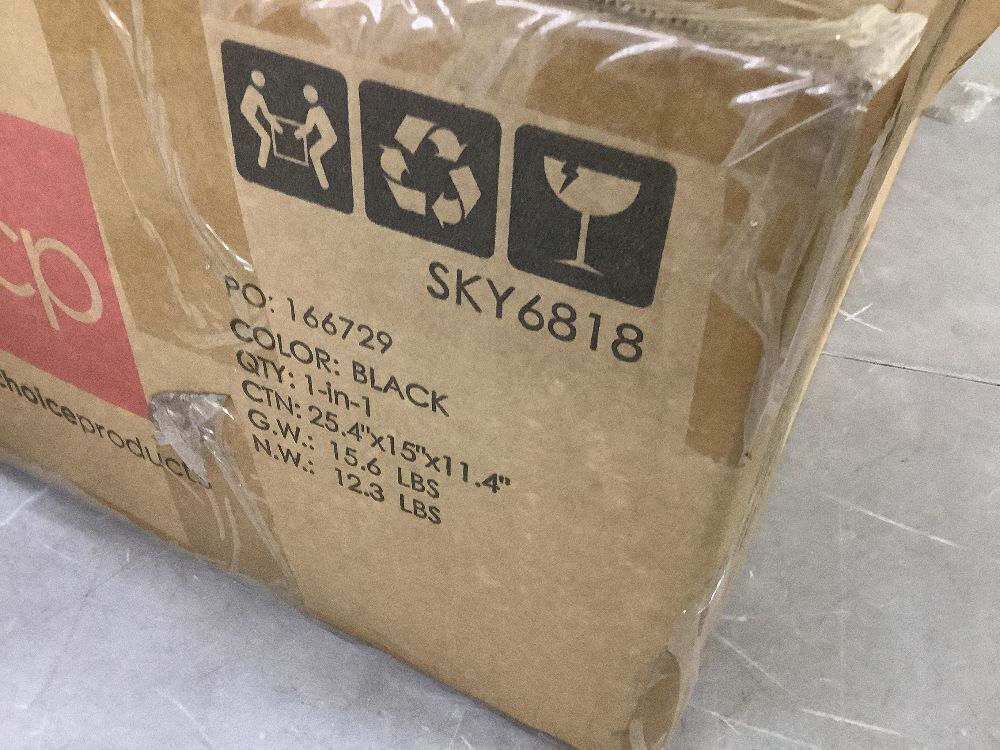 SKY6818
PO: 166729
COLOR: BLACK
QTY: 1-in-1
CTN: 25.4"x15"x11.4"
G.W.: 15.6 LBS
N.W.: 12.3 LBS
cp
choiceproducts